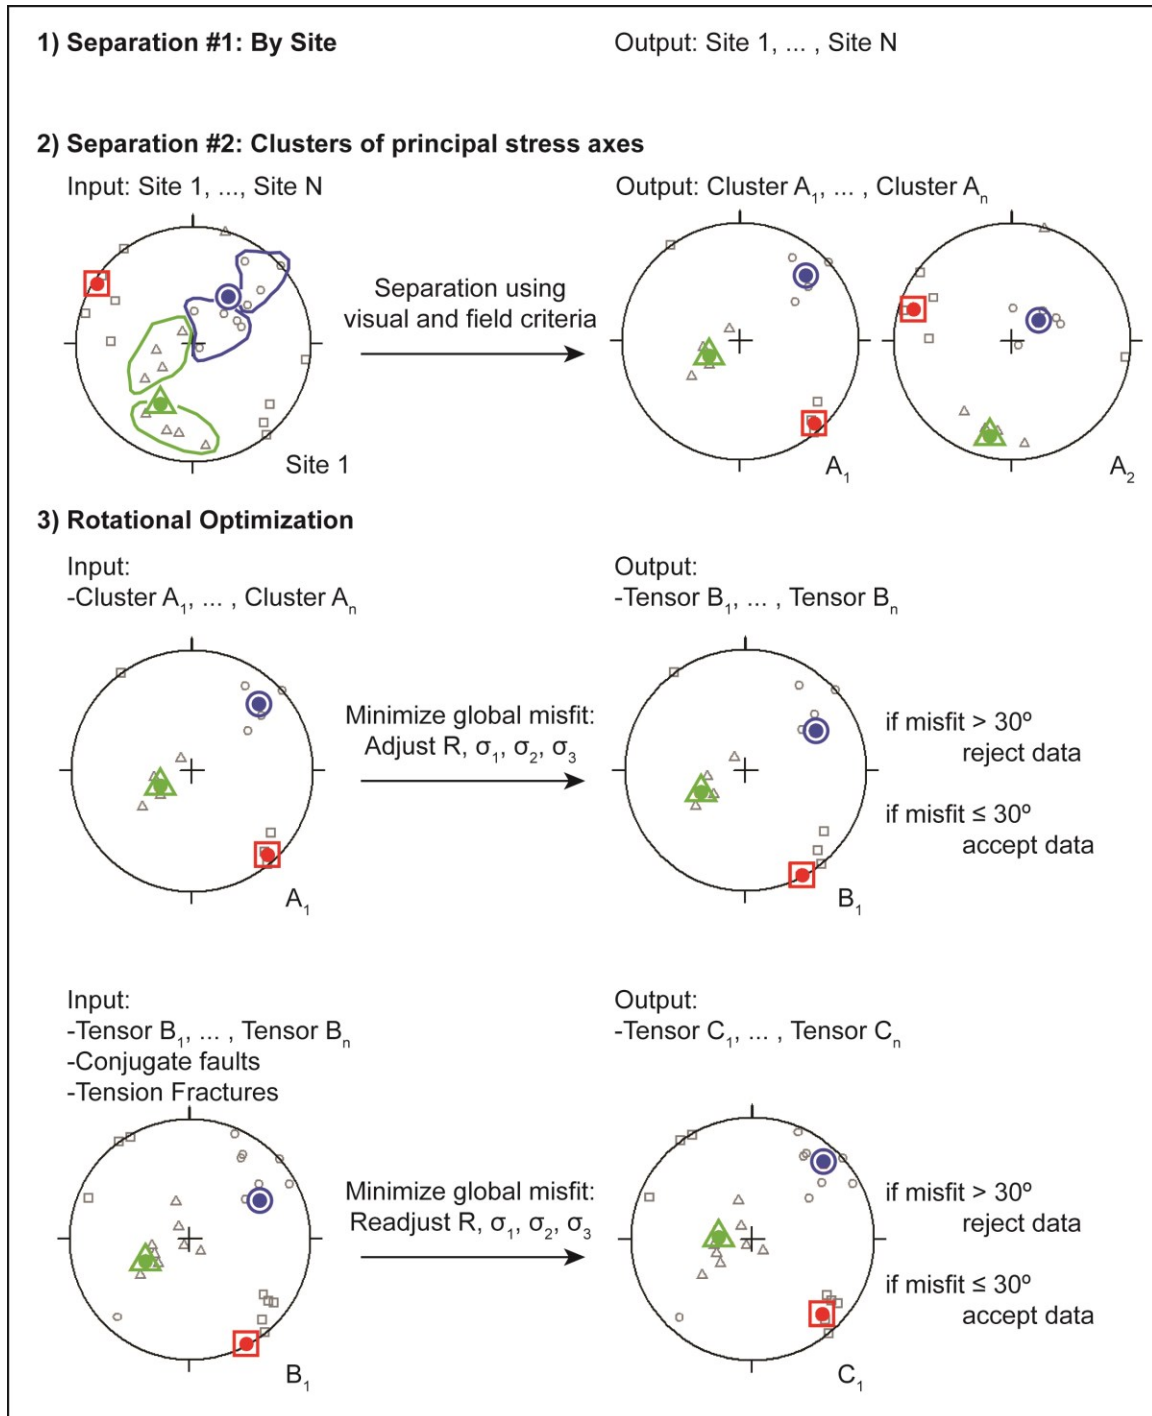 1) Separation #1: By Site
Output: Site 1, ... , Site N
2) Separation #2: Clusters of principal stress axes
Input: Site 1, ..., Site N
Output: Cluster A₁, ... , Cluster Aₙ
Separation using
visual and field criteria
Site 1
A₁
A₂
3) Rotational Optimization
Input:
-Cluster A₁, ... , Cluster Aₙ
Output:
-Tensor B₁, ... , Tensor Bₙ
Minimize global misfit:
Adjust R, σ₁, σ₂, σ₃
if misfit > 30º
reject data
if misfit ≤ 30º
accept data
A₁
B₁
Input:
-Tensor B₁, ... , Tensor Bₙ
-Conjugate faults
-Tension Fractures
Output:
-Tensor C₁, ... , Tensor Cₙ
Minimize global misfit:
Readjust R, σ₁, σ₂, σ₃
if misfit > 30º
reject data
if misfit ≤ 30º
accept data
B₁
C₁